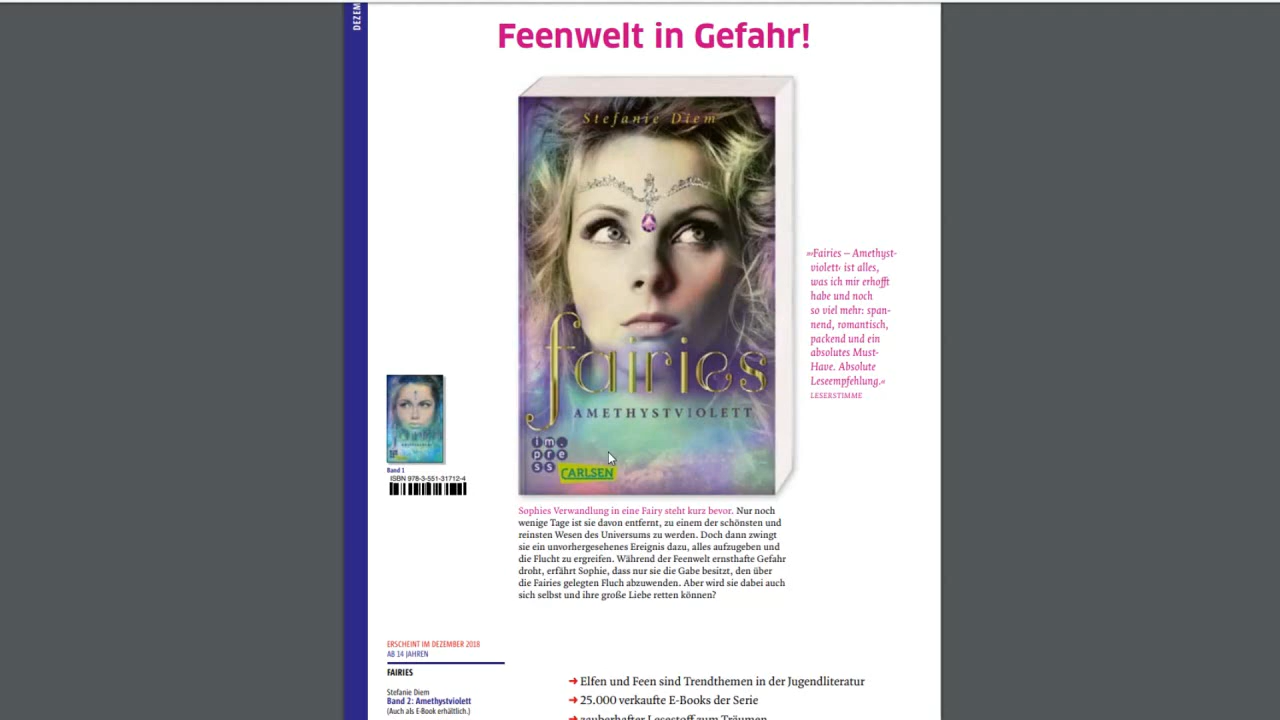 DEZEM
Feenwelt in Gefahr!
Stefanie Diem
fairies
AMETHYSTVIOLETT
im.
pre
ss
CARLSEN
»›Fairies – Amethyst-
violett‹ ist alles,
was ich mir erhofft
habe und noch
so viel mehr: span-
nend, romantisch,
packend und ein
absolutes Must-
Have. Absolute
Leseempfehlung.«
LESERSTIMME
Band 1
ISBN 978-3-551-31712-4
Sophies Verwandlung in eine Fairy steht kurz bevor. Nur noch
wenige Tage ist sie davon entfernt, zu einem der schönsten und
reinsten Wesen des Universums zu werden. Doch dann zwingt
sie ein unvorhergesehenes Ereignis dazu, alles aufzugeben und
die Flucht zu ergreifen. Während der Feenwelt ernsthafte Gefahr
droht, erfährt Sophie, dass nur sie die Gabe besitzt, den über
die Fairies gelegten Fluch abzuwenden. Aber wird sie dabei auch
sich selbst und ihre große Liebe retten können?
ERSCHEINT IM DEZEMBER 2018
AB 14 JAHREN
FAIRIES
Stefanie Diem
Band 2: Amethystviolett
(Auch als E-Book erhältlich.)
➔ Elfen und Feen sind Trendthemen in der Jugendliteratur
➔ 25.000 verkaufte E-Books der Serie
➔ zauberhafter Lesestoff zum Träumen